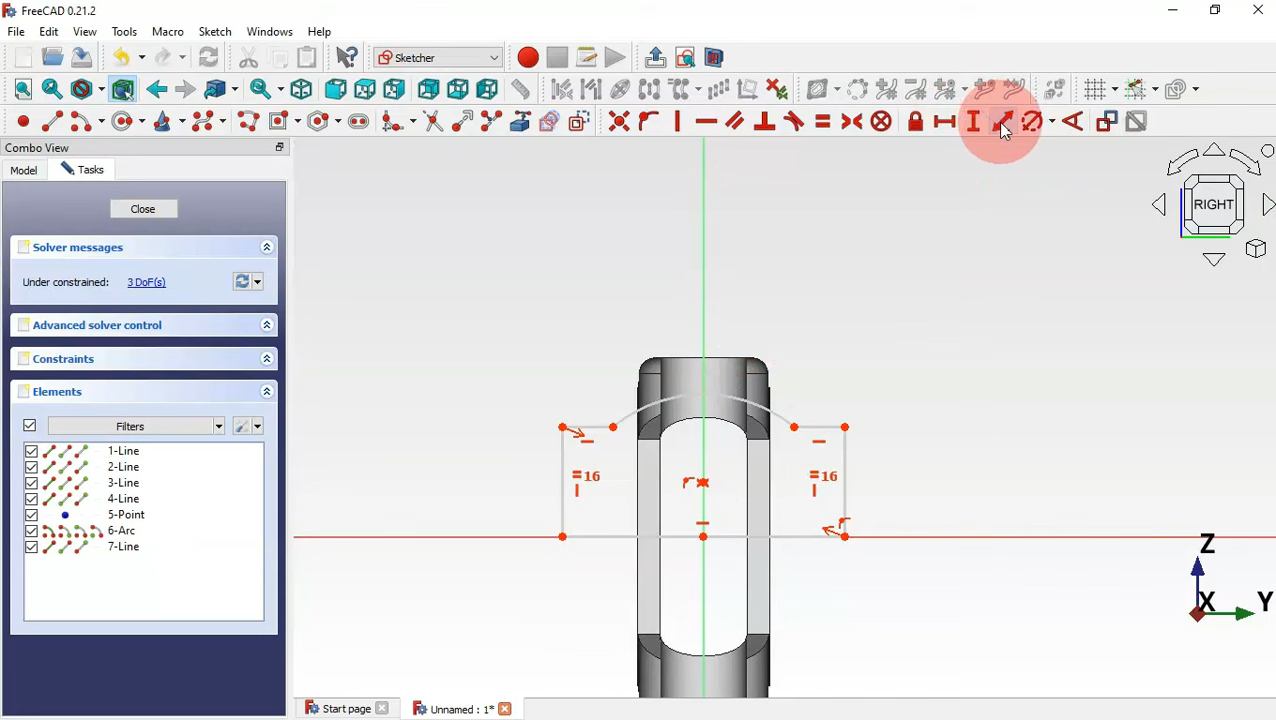 FreeCAD 0.21.2
File Edit View Tools Macro Sketch Windows Help
Sketcher
Combo View
Model Tasks
RIGHT
Close
Solver messages
Under constrained: 3 DoF(s)
Advanced solver control
Constraints
Elements
Filters
1-Line
2-Line
3-Line
4-Line
5-Point
6-Arc
7-Line
=16
=16
Z
X
Y
Start page
Unnamed : 1*